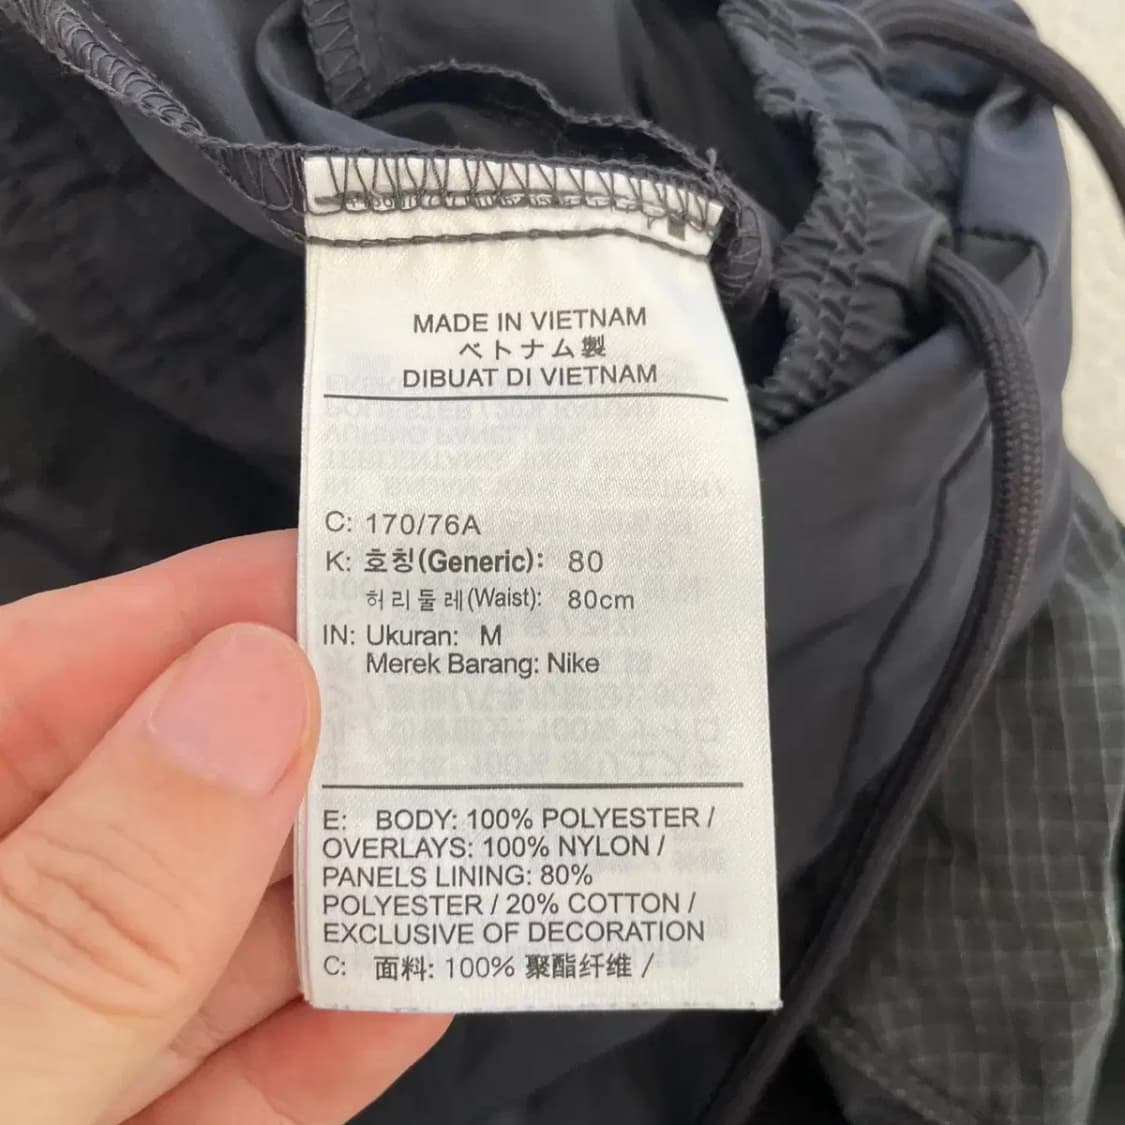 MADE IN VIETNAM
ベトナム製
DIBUAT DI VIETNAM
C: 170/76A
K: 호칭(Generic): 80
허리둘레(Waist): 80cm
IN: Ukuran: M
Merek Barang: Nike
E: BODY: 100% POLYESTER /
OVERLAYS: 100% NYLON /
PANELS LINING: 80%
POLYESTER / 20% COTTON /
EXCLUSIVE OF DECORATION
C: 面料: 100% 聚酯纤维 /